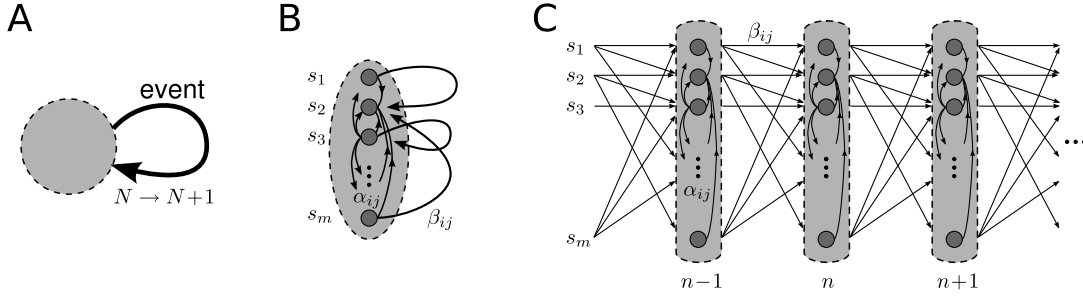 A
event
N → N+1
B
s₁
s₂
s₃
sₘ
αᵢⱼ
βᵢⱼ
C
βᵢⱼ
s₁
s₂
s₃
sₘ
αᵢⱼ
n−1
n
n+1